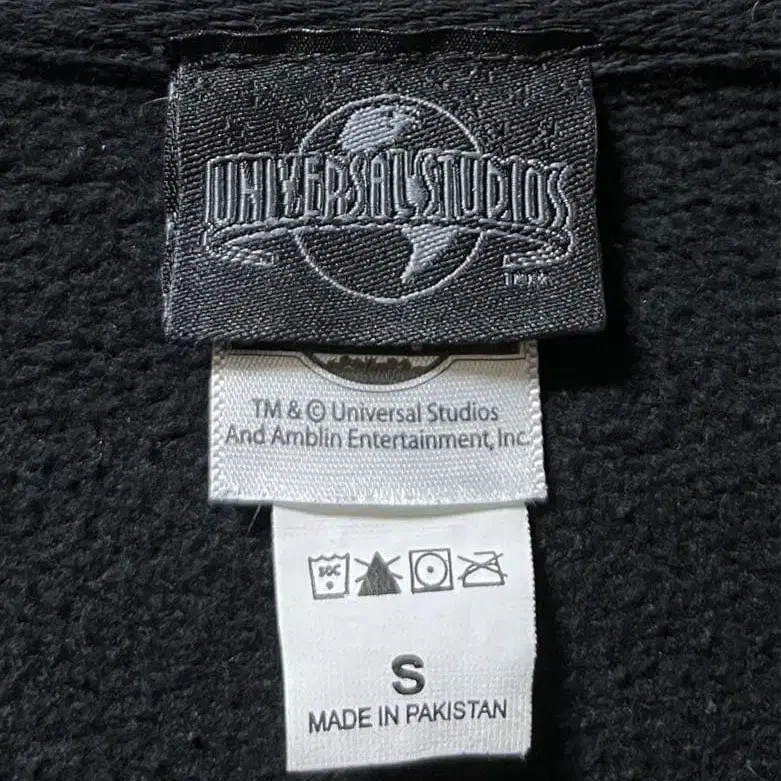 UNIVERSAL STUDIOS
TM & © Universal Studios
And Amblin Entertainment, Inc.
S
MADE IN PAKISTAN